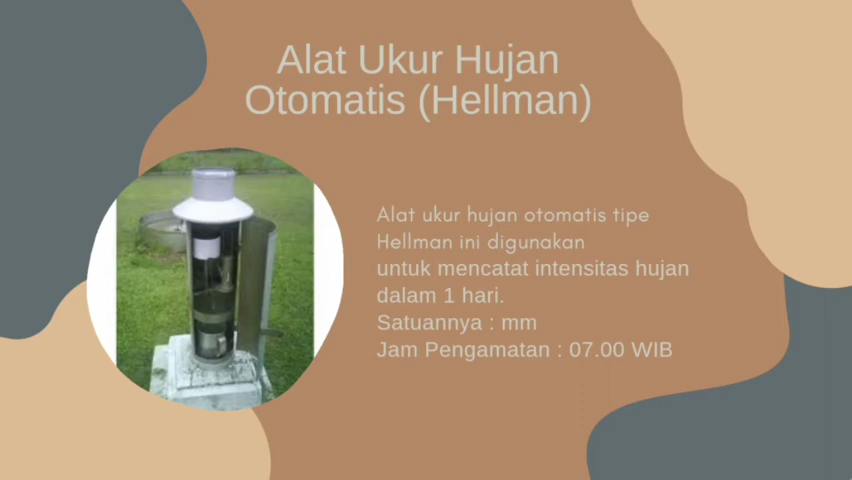 Alat Ukur Hujan
Otomatis (Hellman)
Alat ukur hujan otomatis tipe
Hellman ini digunakan
untuk mencatat intensitas hujan
dalam 1 hari.
Satuannya : mm
Jam Pengamatan : 07.00 WIB